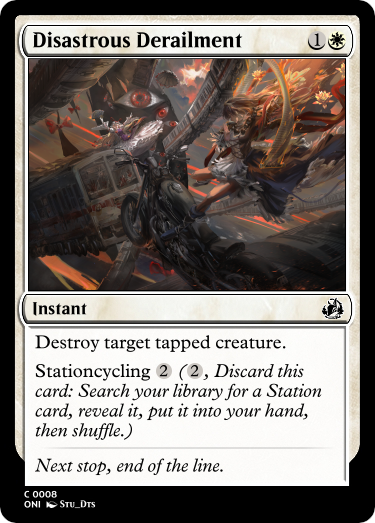 Disastrous Derailment 1
Instant
Destroy target tapped creature.
Stationcycling 2 (2, Discard this
card: Search your library for a Station
card, reveal it, put it into your hand,
then shuffle.)
Next stop, end of the line.
C 0008
ONI Stu_Dts